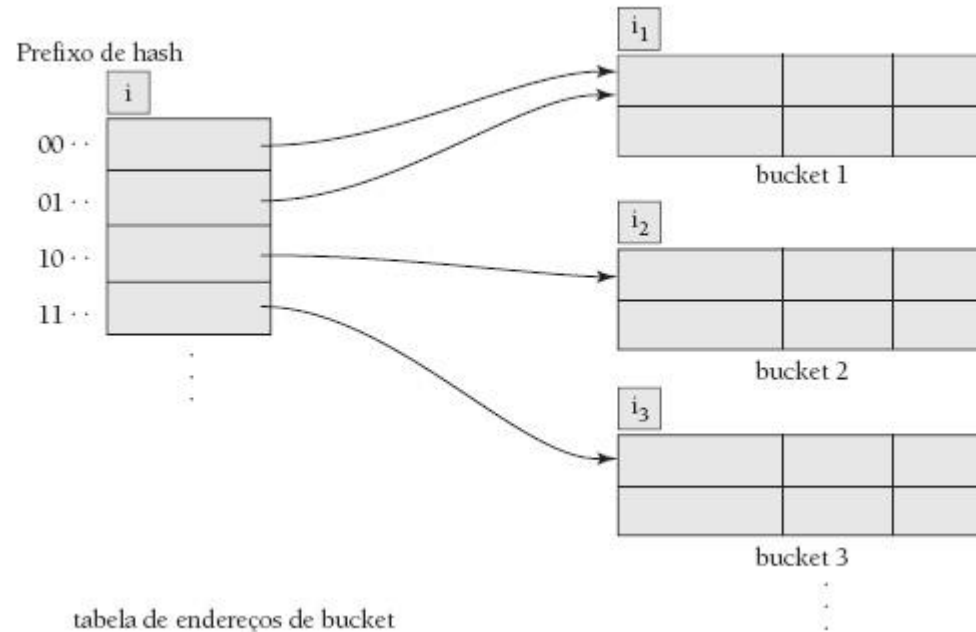 Prefixo de hash
i
00··
01··
10··
11··
i₁
bucket 1
i₂
bucket 2
i₃
bucket 3
tabela de endereços de bucket